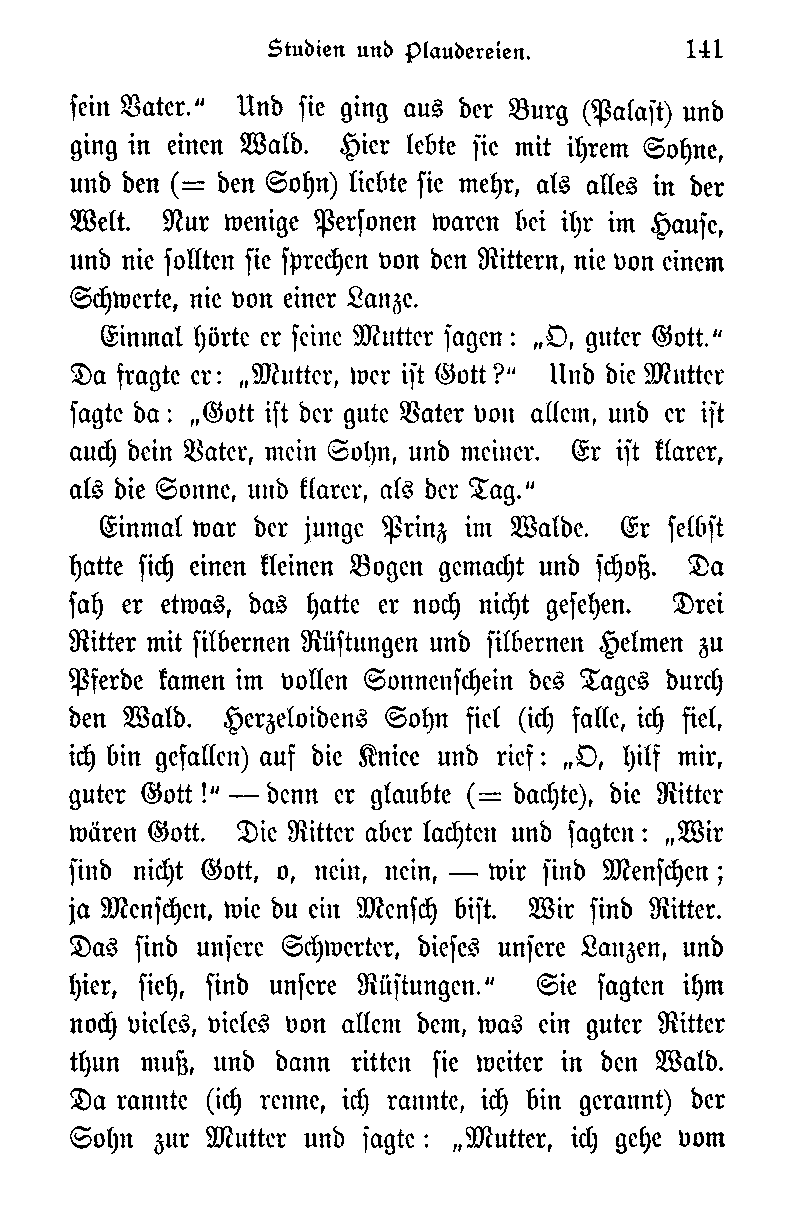 Studien und Plaudereien. 141
sein Vater.“ Und sie ging aus der Burg (Palast) und
ging in einen Wald. Hier lebte sie mit ihrem Sohne,
und den (= den Sohn) liebte sie mehr, als alles in der
Welt. Nur wenige Personen waren bei ihr im Hause,
und nie sollten sie sprechen von den Rittern, nie von einem
Schwerte, nie von einer Lanze.
Einmal hörte er seine Mutter sagen: „O, guter Gott.“
Da fragte er: „Mutter, wer ist Gott?“ Und die Mutter
sagte da: „Gott ist der gute Vater von allem, und er ist
auch dein Vater, mein Sohn, und meiner. Er ist klarer,
als die Sonne, und klarer, als der Tag.“
Einmal war der junge Prinz im Walde. Er selbst
hatte sich einen kleinen Bogen gemacht und schoß. Da
sah er etwas, das hatte er noch nicht gesehen. Drei
Ritter mit silbernen Rüstungen und silbernen Helmen zu
Pferde kamen im vollen Sonnenschein des Tages durch
den Wald. Herzeloidens Sohn fiel (ich falle, ich fiel,
ich bin gefallen) auf die Kniee und rief: „O, hilf mir,
guter Gott!“ — denn er glaubte (= dachte), die Ritter
wären Gott. Die Ritter aber lachten und sagten: „Wir
sind nicht Gott, o, nein, nein, — wir sind Menschen;
ja Menschen, wie du ein Mensch bist. Wir sind Ritter.
Das sind unsere Schwerter, dieses unsere Lanzen, und
hier, sieh, sind unsere Rüstungen.“ Sie sagten ihm
noch vieles, vieles von allem dem, was ein guter Ritter
thun muß, und dann ritten sie weiter in den Wald.
Da rannte (ich renne, ich rannte, ich bin gerannt) der
Sohn zur Mutter und sagte: „Mutter, ich gehe vom